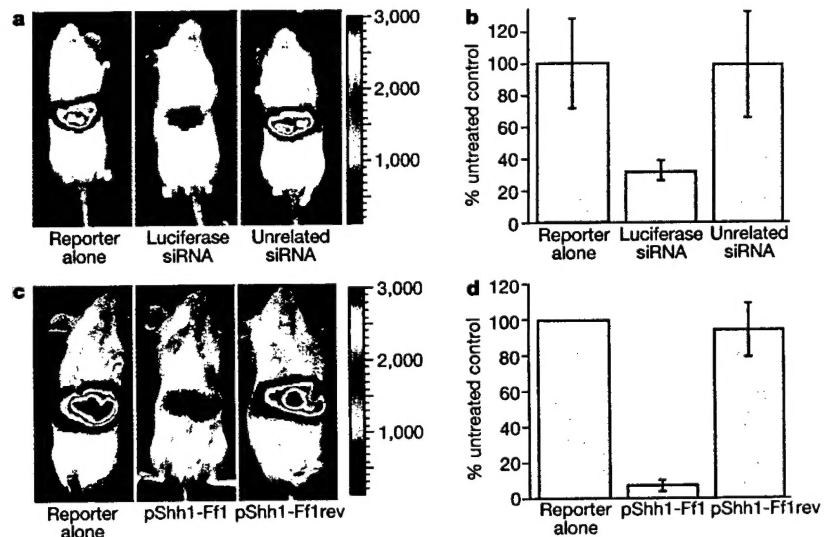 a
3,000
2,000
1,000
Reporter alone
Luciferase siRNA
Unrelated siRNA
b
% untreated control
120
100
80
60
40
20
0
Reporter alone
Luciferase siRNA
Unrelated siRNA
c
3,000
2,000
1,000
Reporter alone
pShh1-Ff1
pShh1-Ff1rev
d
% untreated control
120
100
80
60
40
20
0
Reporter alone
pShh1-Ff1
pShh1-Ff1rev